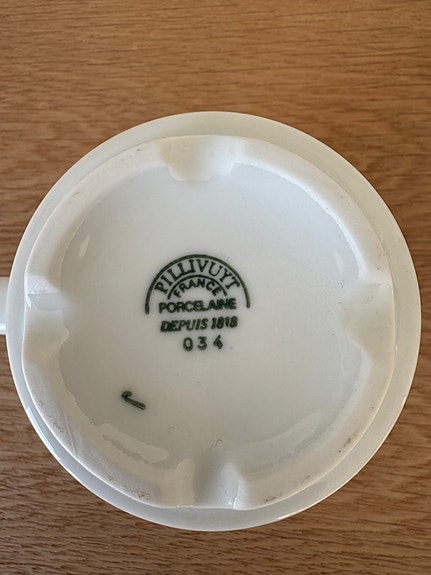 PILLIVUYT
FRANCE
PORCELAINE
DEPUIS 1818
034